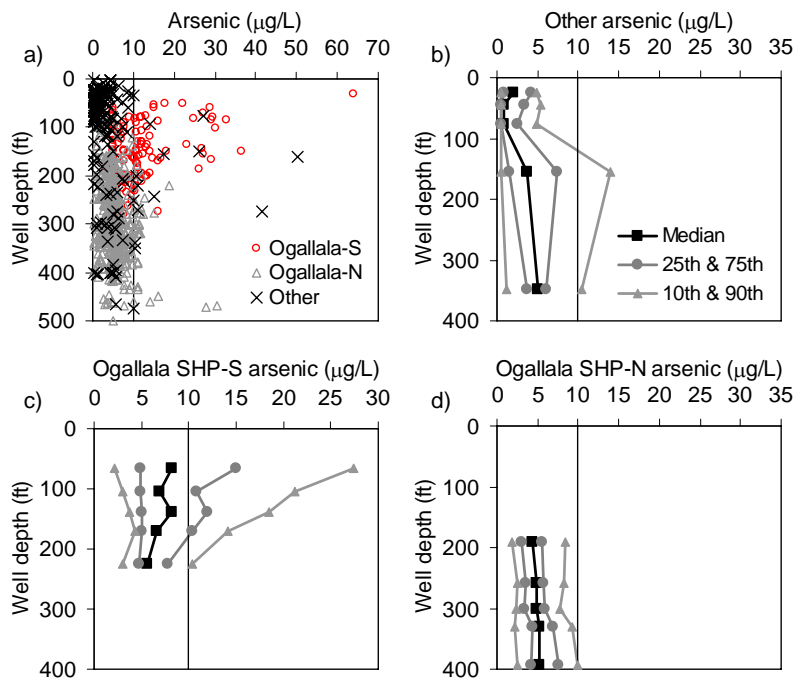 Arsenic (µg/L)
a)
0 10 20 30 40 50 60 70
0
100
200
300
400
500
Well depth (ft)
Ogallala-S
Ogallala-N
Other
Other arsenic (µg/L)
b)
0 5 10 15 20 25 30 35
0
100
200
300
400
Well depth (ft)
Median
25th & 75th
10th & 90th
Ogallala SHP-S arsenic (µg/L)
c)
0 5 10 15 20 25 30
0
100
200
300
400
Well depth (ft)
Ogallala SHP-N arsenic (µg/L)
d)
0 5 10 15 20 25 30 35
0
100
200
300
400
Well depth (ft)